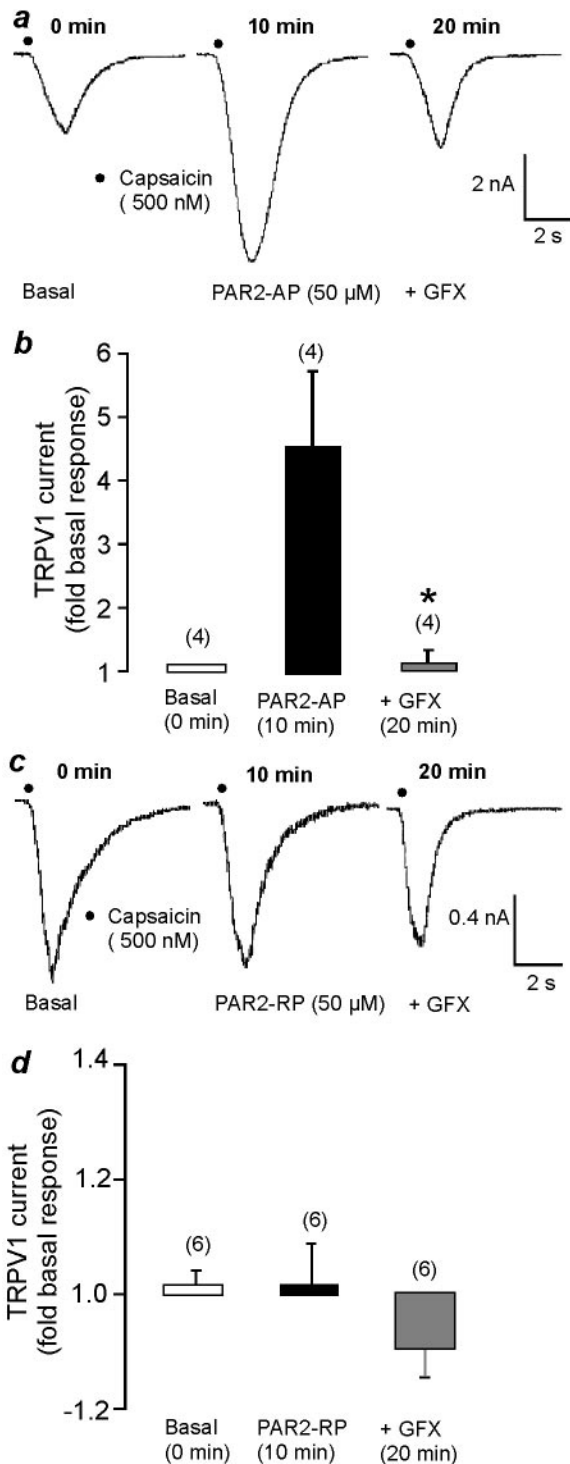 a
0 min 10 min 20 min
Capsaicin
( 500 nM)
2 nA
2 s
Basal PAR2-AP (50 µM) + GFX
b
TRPV1 current
(fold basal response)
6
5
4
3
2
1
(4) (4) * (4)
Basal PAR2-AP + GFX
(0 min) (10 min) (20 min)
c
0 min 10 min 20 min
Capsaicin
( 500 nM)
0.4 nA
2 s
Basal PAR2-RP (50 µM) + GFX
d
TRPV1 current
(fold basal response)
1.4
1.2
1.0
-1.2
(6) (6) (6)
Basal PAR2-RP + GFX
(0 min) (10 min) (20 min)